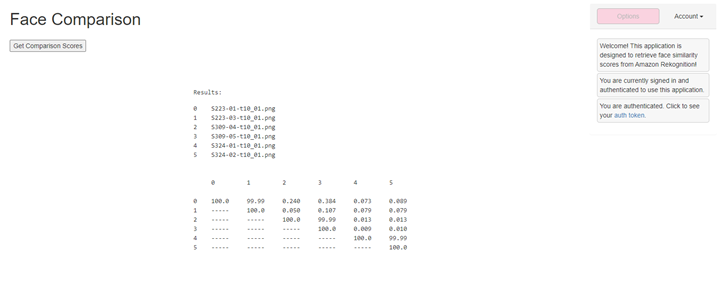 Face Comparison
Get Comparison Scores
Options
Account
Welcome! This application is
designed to retrieve face similarity
scores from Amazon Rekognition!
You are currently signed in and
authenticated to use this application.
You are authenticated. Click to see
your auth token.
Results:
0 S223-01-t10_01.png
1 S223-03-t10_01.png
2 S309-04-t10_01.png
3 S309-05-t10_01.png
4 S324-01-t10_01.png
5 S324-02-t10_01.png
0 1 2 3 4 5
0 100.0 99.99 0.240 0.384 0.073 0.089
1 ----- 100.0 0.050 0.107 0.079 0.079
2 ----- ----- 100.0 99.99 0.013 0.013
3 ----- ----- ----- 100.0 0.009 0.010
4 ----- ----- ----- ----- 100.0 99.99
5 ----- ----- ----- ----- ----- 100.0